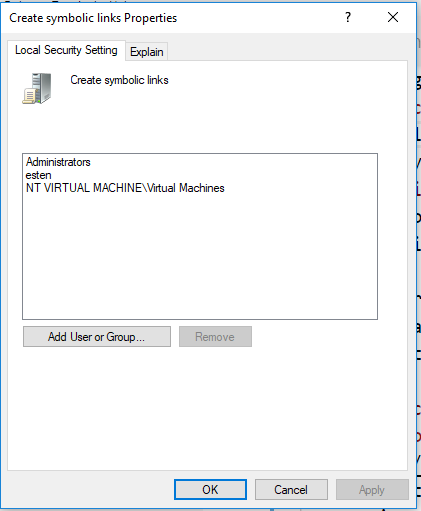 Create symbolic links Properties
?
Local Security Setting
Explain
Create symbolic links
Administrators
esten
NT VIRTUAL MACHINE\Virtual Machines
Add User or Group...
Remove
OK
Cancel
Apply